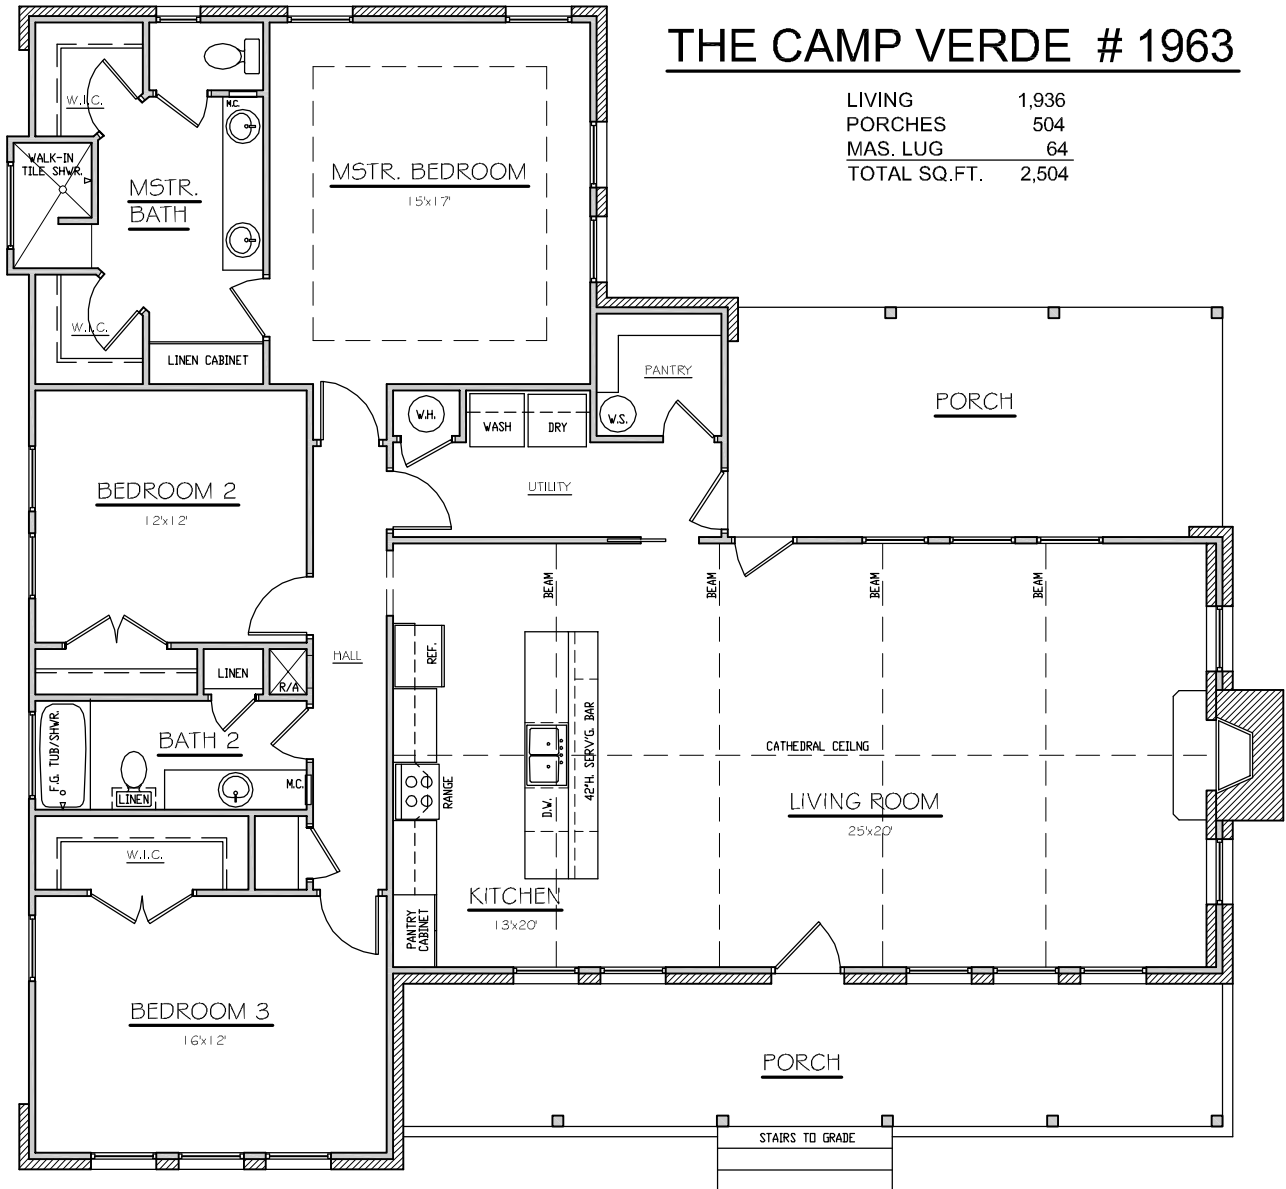 THE CAMP VERDE # 1963
LIVING 1,936
PORCHES 504
MAS. LUG 64
TOTAL SQ.FT. 2,504
W.I.C.
M.C.
WALK-IN
TILE SHWR.
MSTR.
BATH
MSTR. BEDROOM
15'x17'
W.I.C.
LINEN CABINET
PANTRY
W.S.
W.H.
WASH
DRY
PORCH
BEDROOM 2
12'x12'
UTILITY
BEAM
BEAM
BEAM
BEAM
HALL
REF.
LINEN
R/A
F.G. TUB/SHWR.
BATH 2
LINEN
M.C.
RANGE
D.W.
42"H. SERV'G. BAR
CATHEDRAL CEILNG
LIVING ROOM
25'x20'
W.I.C.
KITCHEN
13'x20'
PANTRY
CABINET
BEDROOM 3
16'x12'
PORCH
STAIRS TO GRADE